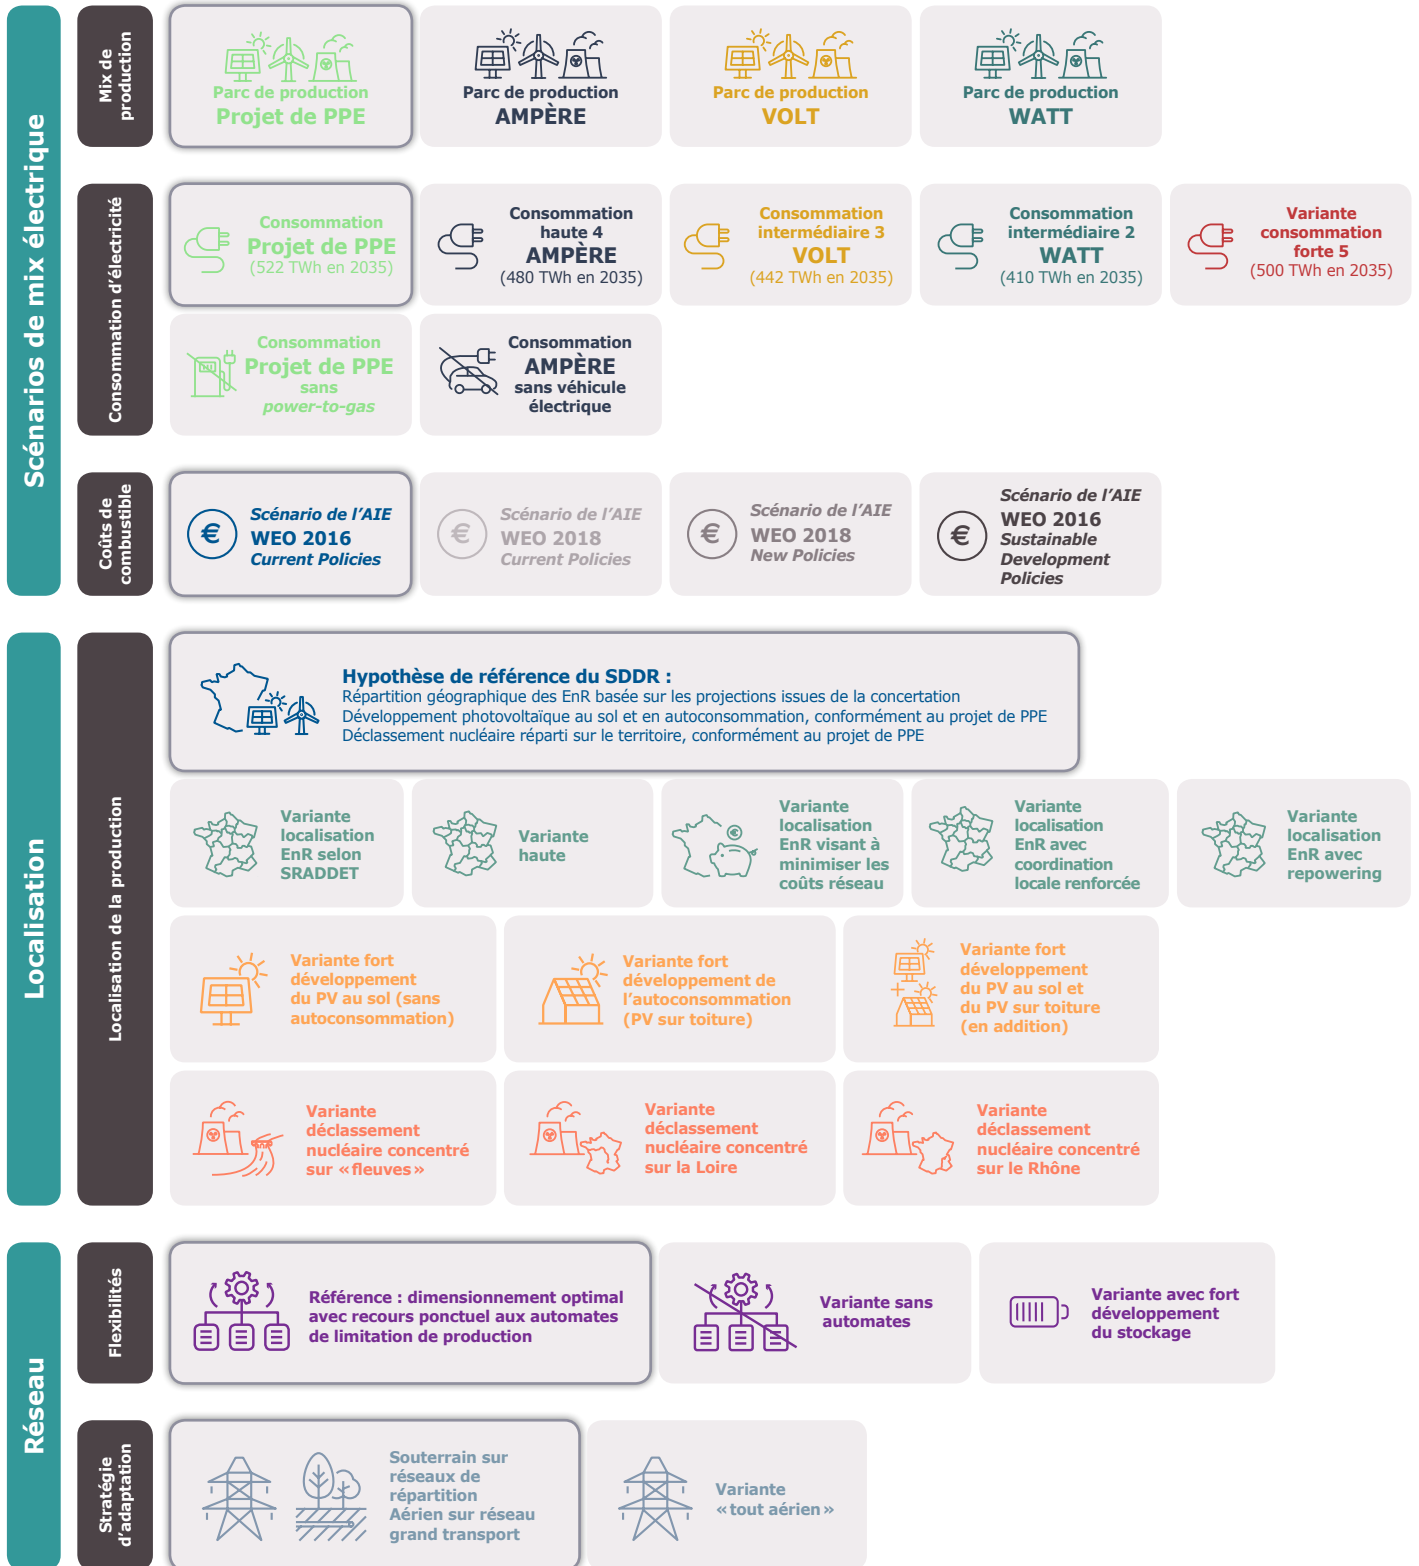 Scénarios de mix électrique
Mix de
production
Parc de production
Projet de PPE
Parc de production
AMPÈRE
Parc de production
VOLT
Parc de production
WATT
Consommation d'électricité
Consommation
Projet de PPE
(522 TWh en 2035)
Consommation
haute 4
AMPÈRE
(480 TWh en 2035)
Consommation
intermédiaire 3
VOLT
(442 TWh en 2035)
Consommation
intermédiaire 2
WATT
(410 TWh en 2035)
Variante
consommation
forte 5
(500 TWh en 2035)
Consommation
Projet de PPE
sans
power-to-gas
Consommation
AMPÈRE
sans véhicule
électrique
Coûts de
combustible
€
Scénario de l'AIE
WEO 2016
Current Policies
€
Scénario de l'AIE
WEO 2018
Current Policies
€
Scénario de l'AIE
WEO 2018
New Policies
€
Scénario de l'AIE
WEO 2016
Sustainable
Development
Policies
Localisation
Localisation de la production
Hypothèse de référence du SDDR :
Répartition géographique des EnR basée sur les projections issues de la concertation
Développement photovoltaïque au sol et en autoconsommation, conformément au projet de PPE
Déclassement nucléaire réparti sur le territoire, conformément au projet de PPE
Variante
localisation
EnR selon
SRADDET
Variante
haute
€
Variante
localisation
EnR visant à
minimiser les
coûts réseau
Variante
localisation
EnR avec
coordination
locale renforcée
Variante
localisation
EnR avec
repowering
Variante fort
développement
du PV au sol (sans
autoconsommation)
Variante fort
développement de
l'autoconsommation
(PV sur toiture)
+
Variante fort
développement
du PV au sol et
du PV sur toiture
(en addition)
Variante
déclassement
nucléaire concentré
sur «fleuves»
Variante
déclassement
nucléaire concentré
sur la Loire
Variante
déclassement
nucléaire concentré
sur le Rhône
Réseau
Flexibilités
Référence : dimensionnement optimal
avec recours ponctuel aux automates
de limitation de production
Variante sans
automates
Variante avec fort
développement
du stockage
Stratégie
d'adaptation
Souterrain sur
réseaux de
répartition
Aérien sur réseau
grand transport
Variante
«tout aérien»